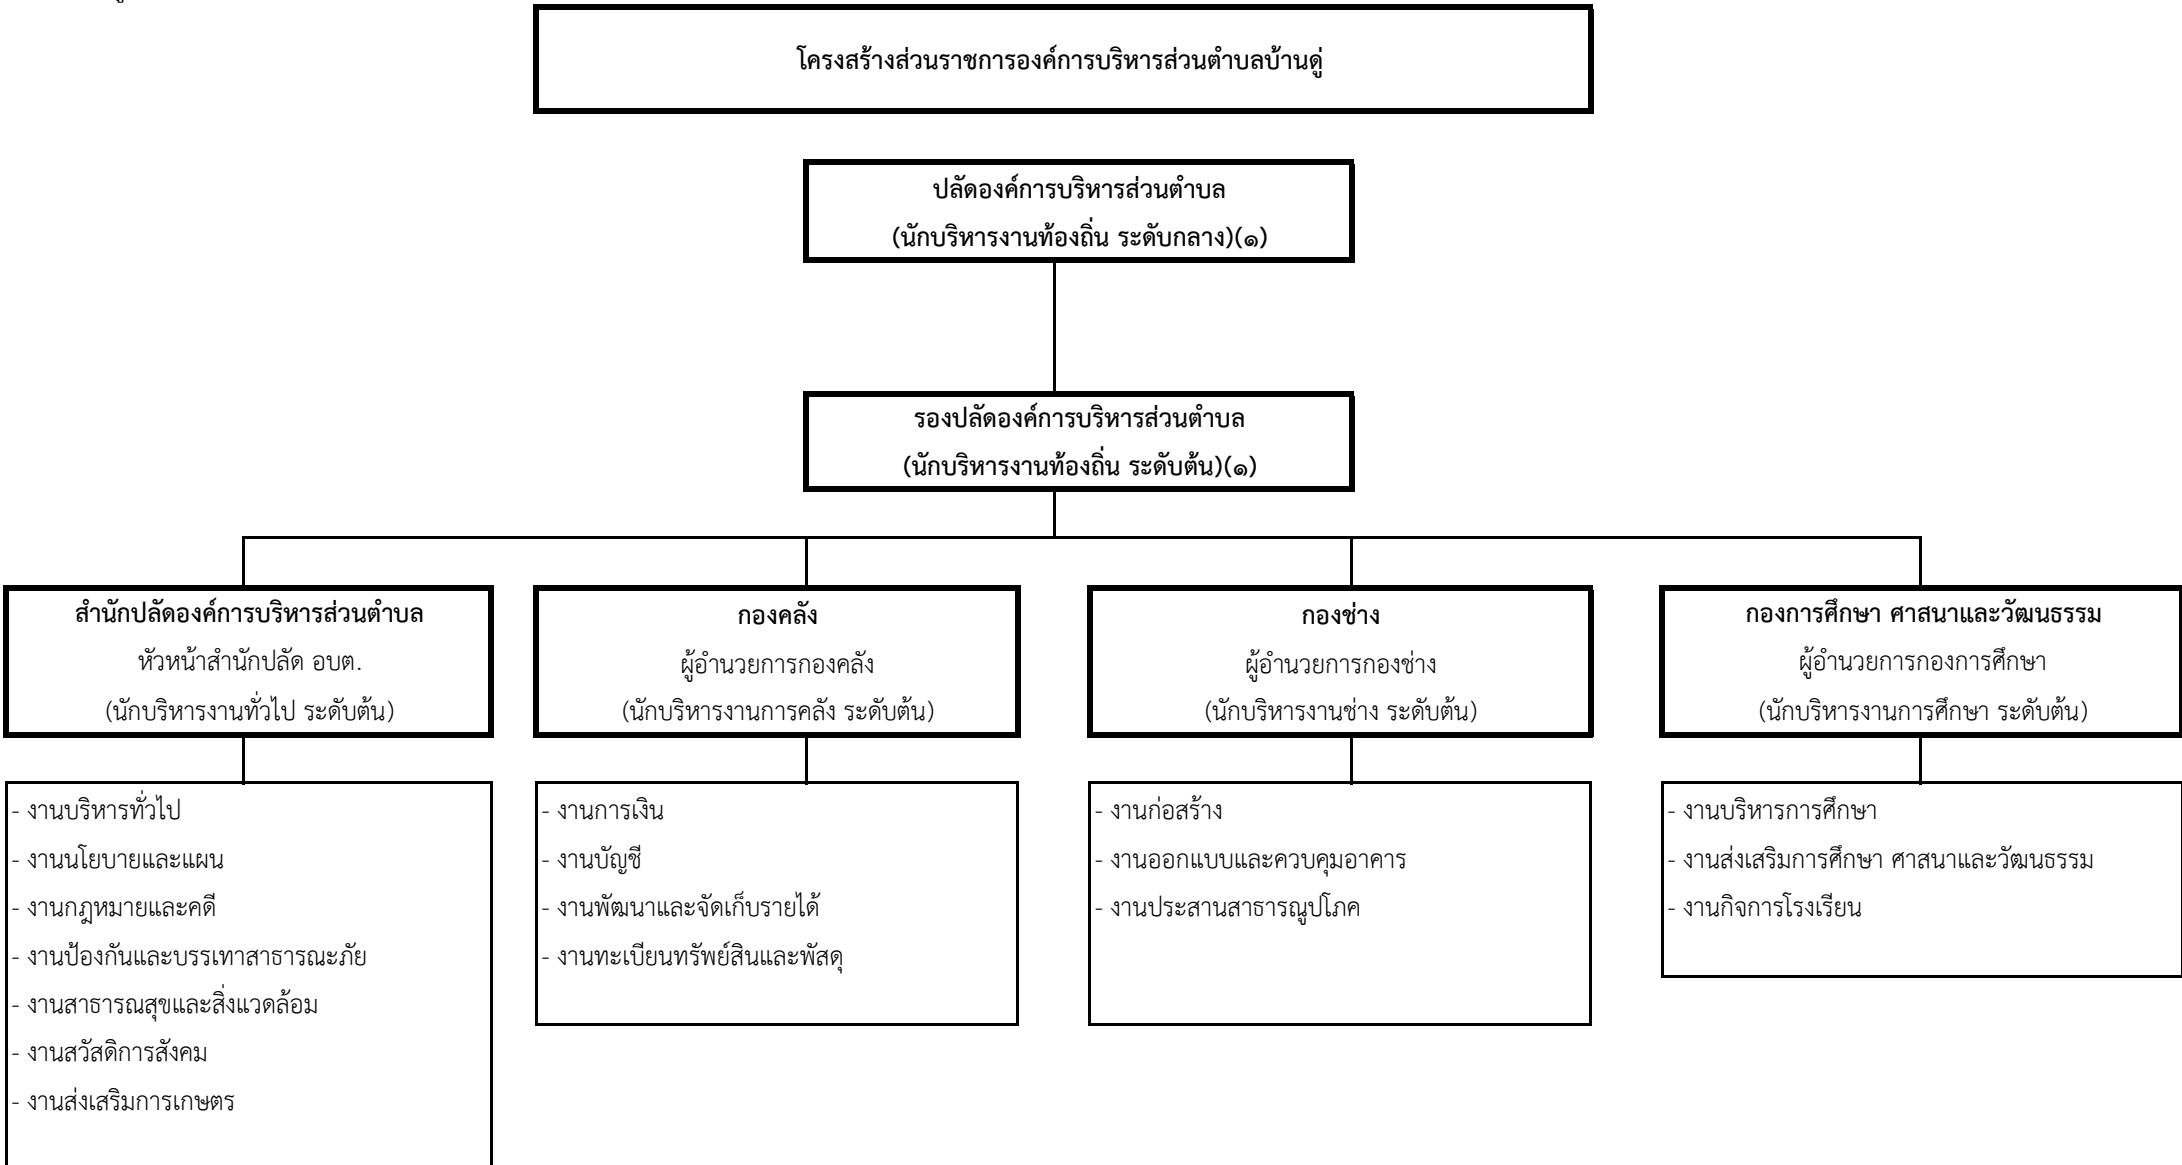 โครงสร้างส่วนราชการองค์การบริหารส่วนตำบลบ้านดู่
ปลัดองค์การบริหารส่วนตำบล
(นักบริหารงานท้องถิ่น ระดับกลาง)(๑)
รองปลัดองค์การบริหารส่วนตำบล
(นักบริหารงานท้องถิ่น ระดับต้น)(๑)
สำนักปลัดองค์การบริหารส่วนตำบล
หัวหน้าสำนักปลัด อบต.
(นักบริหารงานทั่วไป ระดับต้น)
กองคลัง
ผู้อำนวยการกองคลัง
(นักบริหารงานการคลัง ระดับต้น)
กองช่าง
ผู้อำนวยการกองช่าง
(นักบริหารงานช่าง ระดับต้น)
กองการศึกษา ศาสนาและวัฒนธรรม
ผู้อำนวยการกองการศึกษา
(นักบริหารงานการศึกษา ระดับต้น)
- งานบริหารทั่วไป
- งานนโยบายและแผน
- งานกฎหมายและคดี
- งานป้องกันและบรรเทาสาธารณะภัย
- งานสาธารณสุขและสิ่งแวดล้อม
- งานสวัสดิการสังคม
- งานส่งเสริมการเกษตร
- งานการเงิน
- งานบัญชี
- งานพัฒนาและจัดเก็บรายได้
- งานทะเบียนทรัพย์สินและพัสดุ
- งานก่อสร้าง
- งานออกแบบและควบคุมอาคาร
- งานประสานสาธารณูปโภค
- งานบริหารการศึกษา
- งานส่งเสริมการศึกษา ศาสนาและวัฒนธรรม
- งานกิจการโรงเรียน